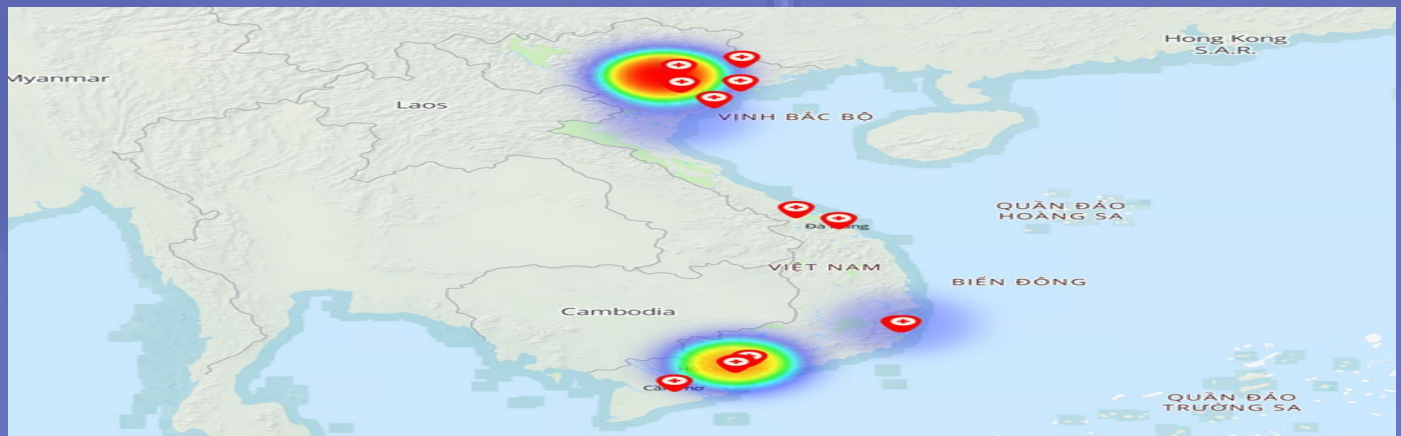 Hong Kong
S.A.R.
Myanmar
Laos
VỊNH BẮC BỘ
QUẦN ĐẢO
HOÀNG SA
VIỆT NAM
BIỂN ĐÔNG
Cambodia
QUẦN ĐẢO
TRƯỜNG SA